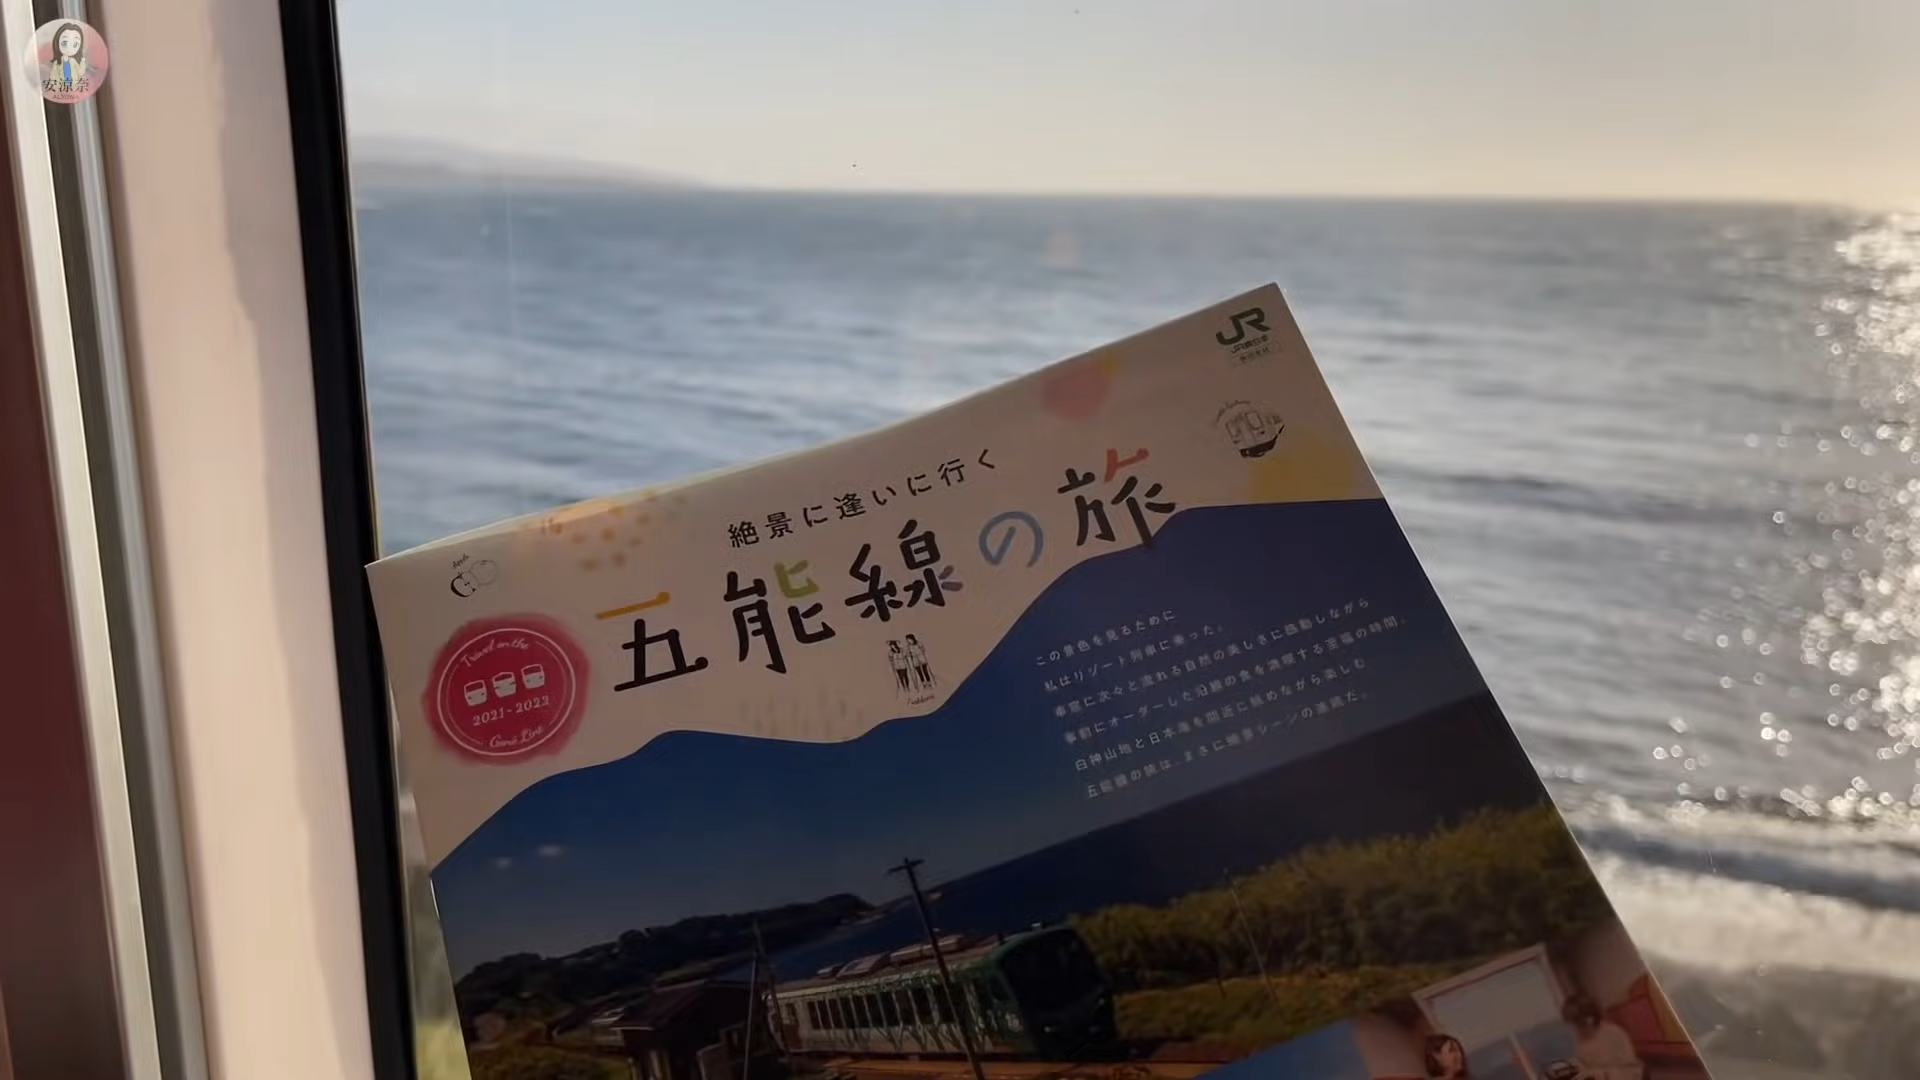 安涼奈
JR
JR東日本
絶景に逢いに行く
五能線の旅
Apple
Travel on the
2021-2022
Gono Line
この景色を見るために
私はリゾート列車に乗った。
車窓に次々と流れる自然の美しさに感動しながら
事前にオーダーした沿線の食を満喫する至福の時間。
白神山地と日本海を間近に眺めながら楽しむ
五能線の旅は、まさに絶景シーンの連続だ。